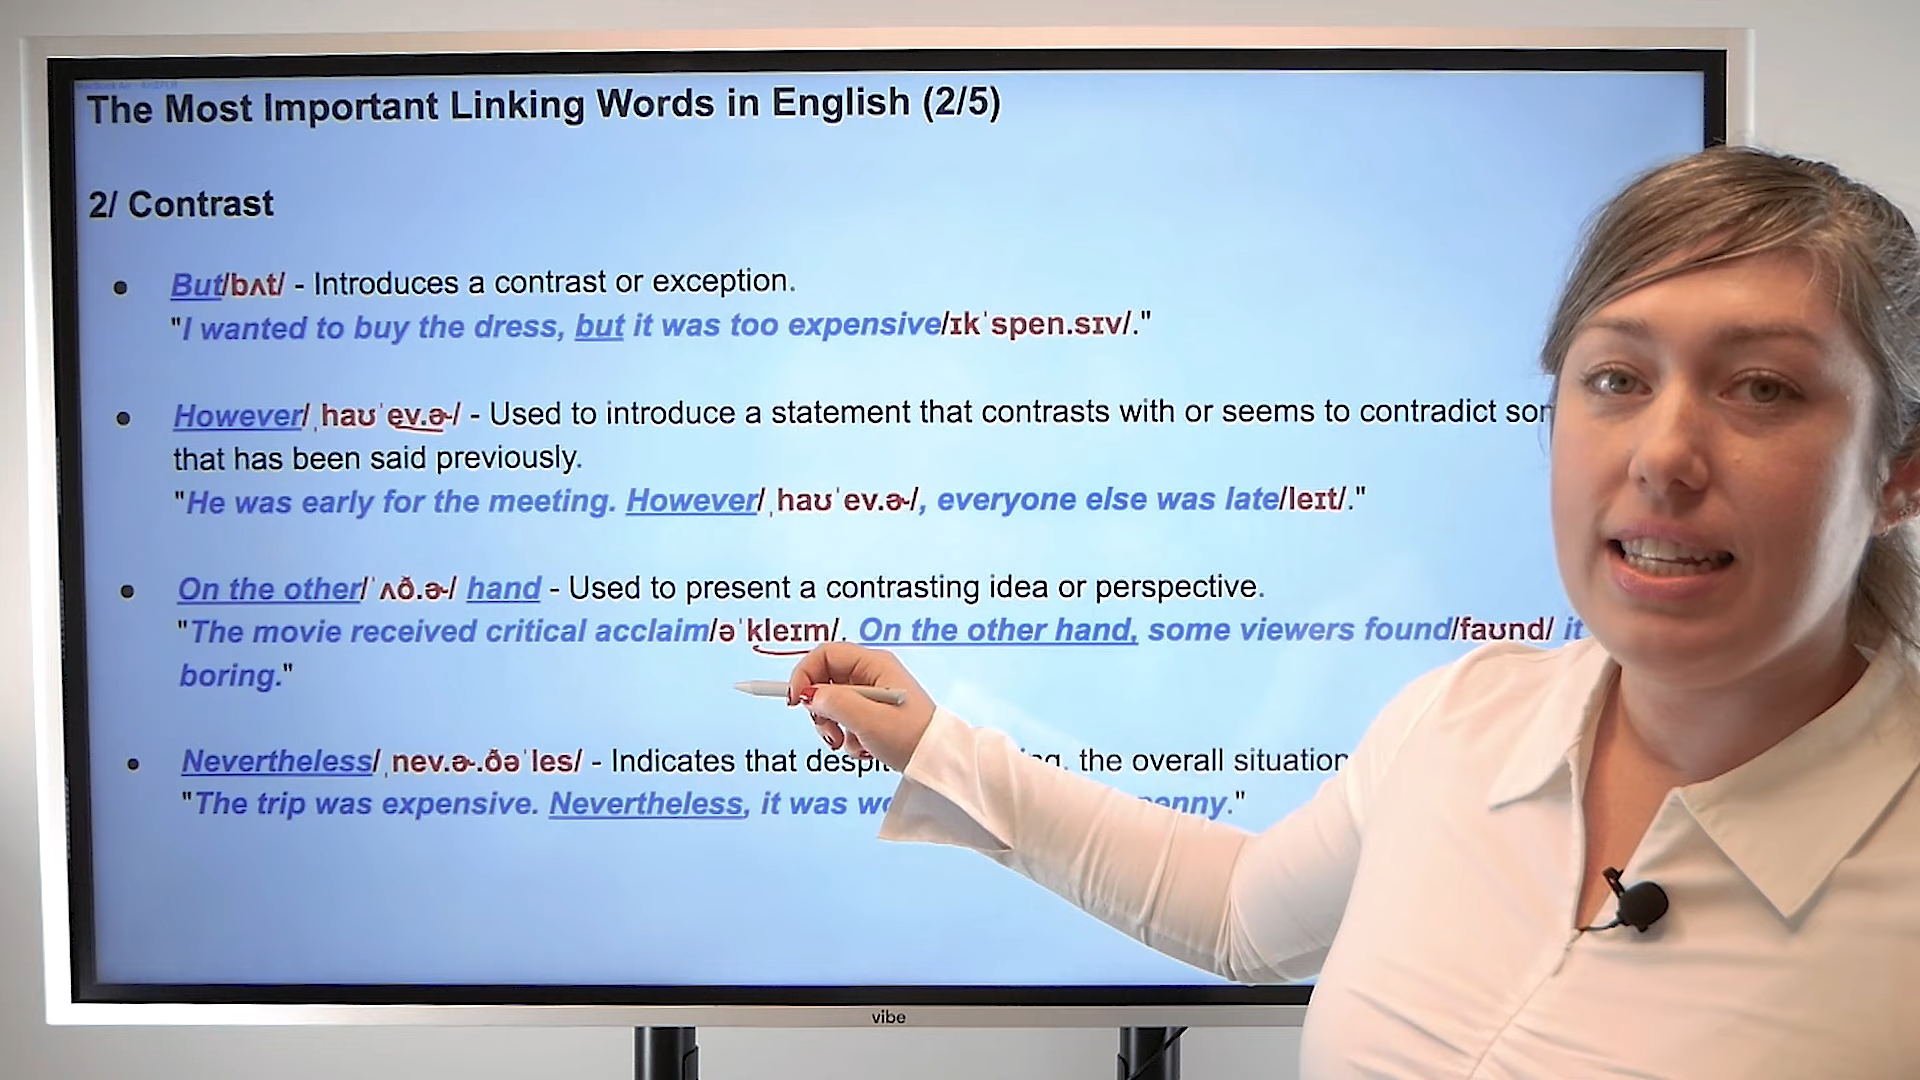 The Most Important Linking Words in English (2/5)
2/ Contrast
But/bʌt/ - Introduces a contrast or exception.
"I wanted to buy the dress, but it was too expensive/ɪkˈspen.sɪv/."
However/ˌhaʊˈev.ɚ/ - Used to introduce a statement that contrasts with or seems to contradict
that has been said previously.
"He was early for the meeting. However/ˌhaʊˈev.ɚ/, everyone else was late/leɪt/."
On the other/ˈʌð.ɚ/ hand - Used to present a contrasting idea or perspective.
"The movie received critical acclaim/əˈkleɪm/. On the other hand, some viewers found/faʊnd/ it
boring."
Nevertheless/ˌnev.ɚ.ðəˈles/ - Indicates that the overall situation
"The trip was expensive. Nevertheless, it was penny."
vibe